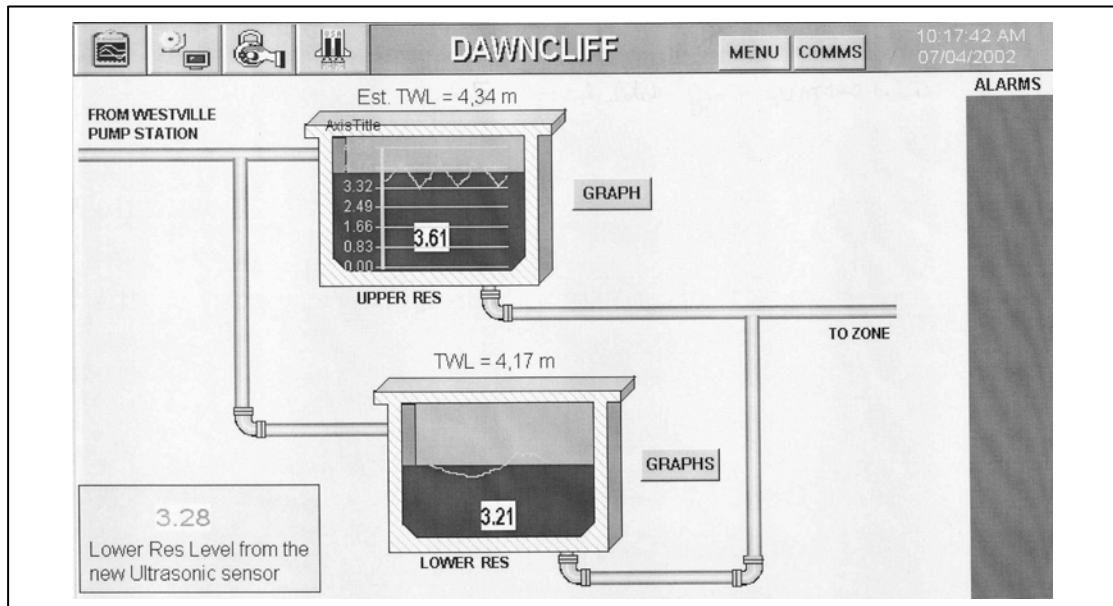 DAWNCLIFF
MENU
COMMS
10:17:42 AM
07/04/2002
ALARMS
FROM WESTVILLE
PUMP STATION
Est. TWL = 4,34 m
AxisTitle
3.32
2.49
1.66
0.83
0.00
3.61
GRAPH
UPPER RES
TO ZONE
TWL = 4,17 m
GRAPHS
3.21
LOWER RES
3.28
Lower Res Level from the
new Ultrasonic sensor